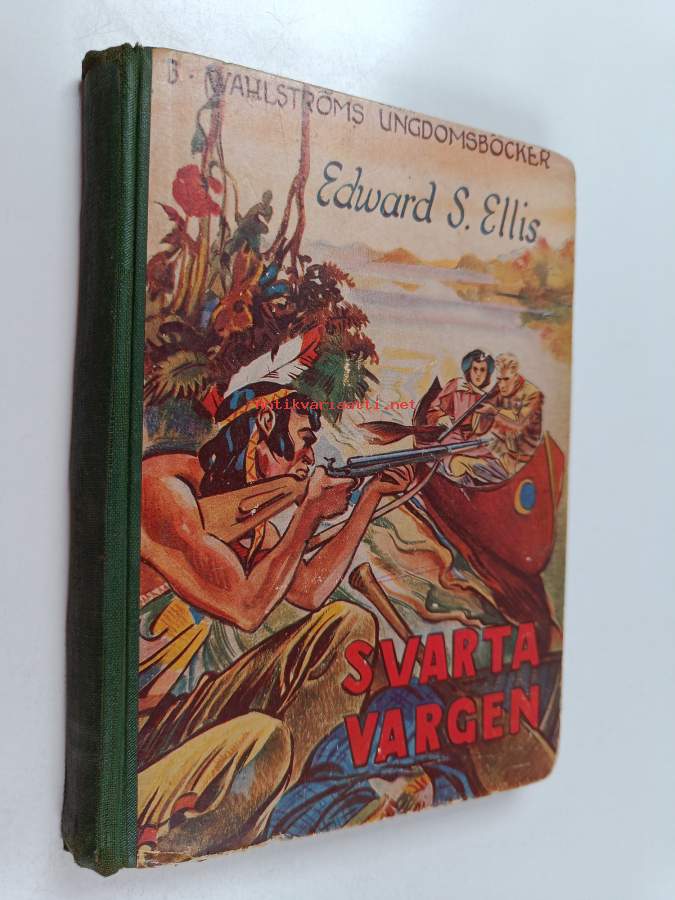 B. WAHLSTRÖMS UNGDOMSBÖCKER
Edward S. Ellis
Antikvariaatti.net
SVARTA
VARGEN